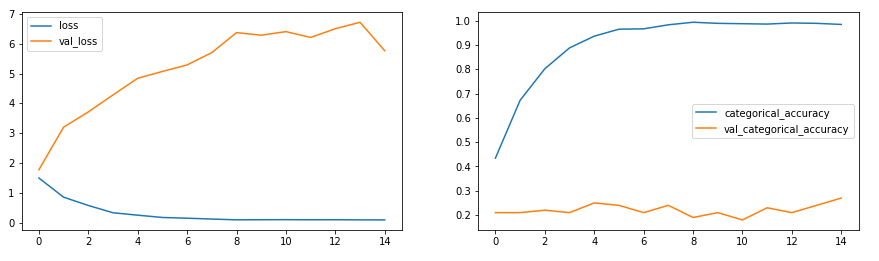 7
6
5
4
3
2
1
0
loss
val_loss
0 2 4 6 8 10 12 14
1.0
0.9
0.8
0.7
0.6
0.5
0.4
0.3
0.2
categorical_accuracy
val_categorical_accuracy
0 2 4 6 8 10 12 14